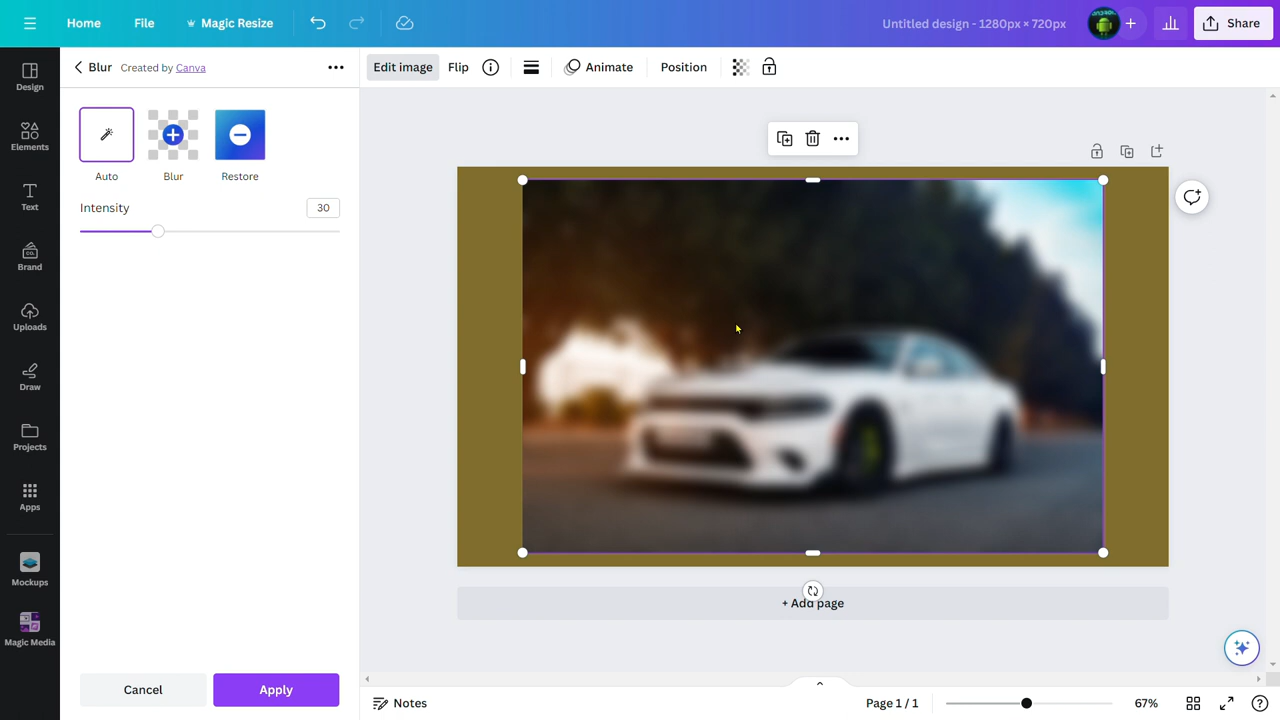 Home File Magic Resize Untitled design - 1280px × 720px Share
Design
Elements
Text
Brand
Uploads
Draw
Projects
Apps
Mockups
Magic Media
Blur Created by Canva
Auto Blur Restore
Intensity 30
Cancel Apply
Edit image Flip Animate Position
+ Add page
Notes Page 1 / 1 67%